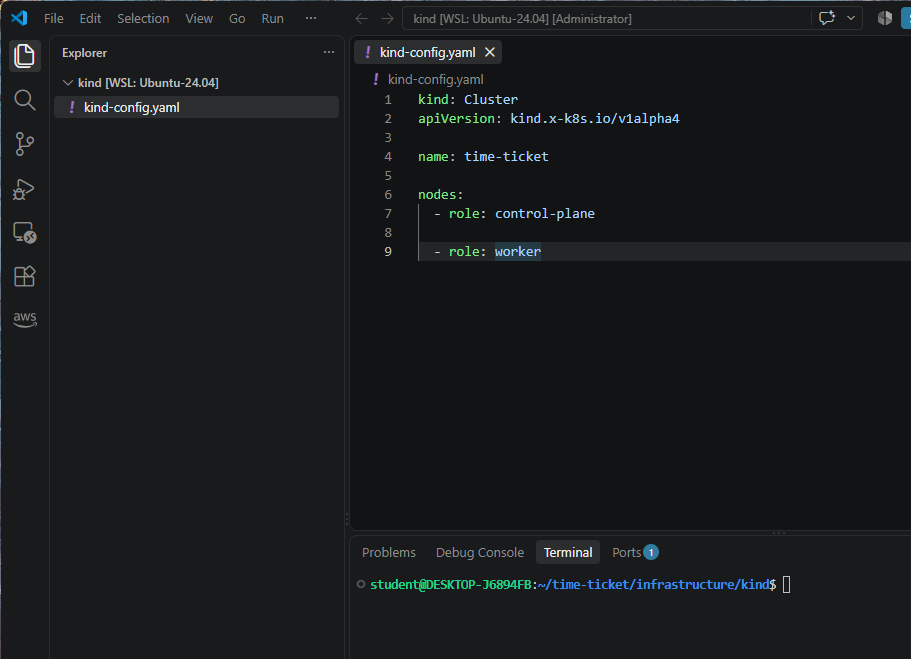 File Edit Selection View Go Run ··· kind [WSL: Ubuntu-24.04] [Administrator]
Explorer ···
kind [WSL: Ubuntu-24.04]
! kind-config.yaml
aws
! kind-config.yaml
! kind-config.yaml
1 kind: Cluster
2 apiVersion: kind.x-k8s.io/v1alpha4
3
4 name: time-ticket
5
6 nodes:
7 - role: control-plane
8
9 - role: worker
Problems Debug Console Terminal Ports 1
student@DESKTOP-J6894FB:~/time-ticket/infrastructure/kind$